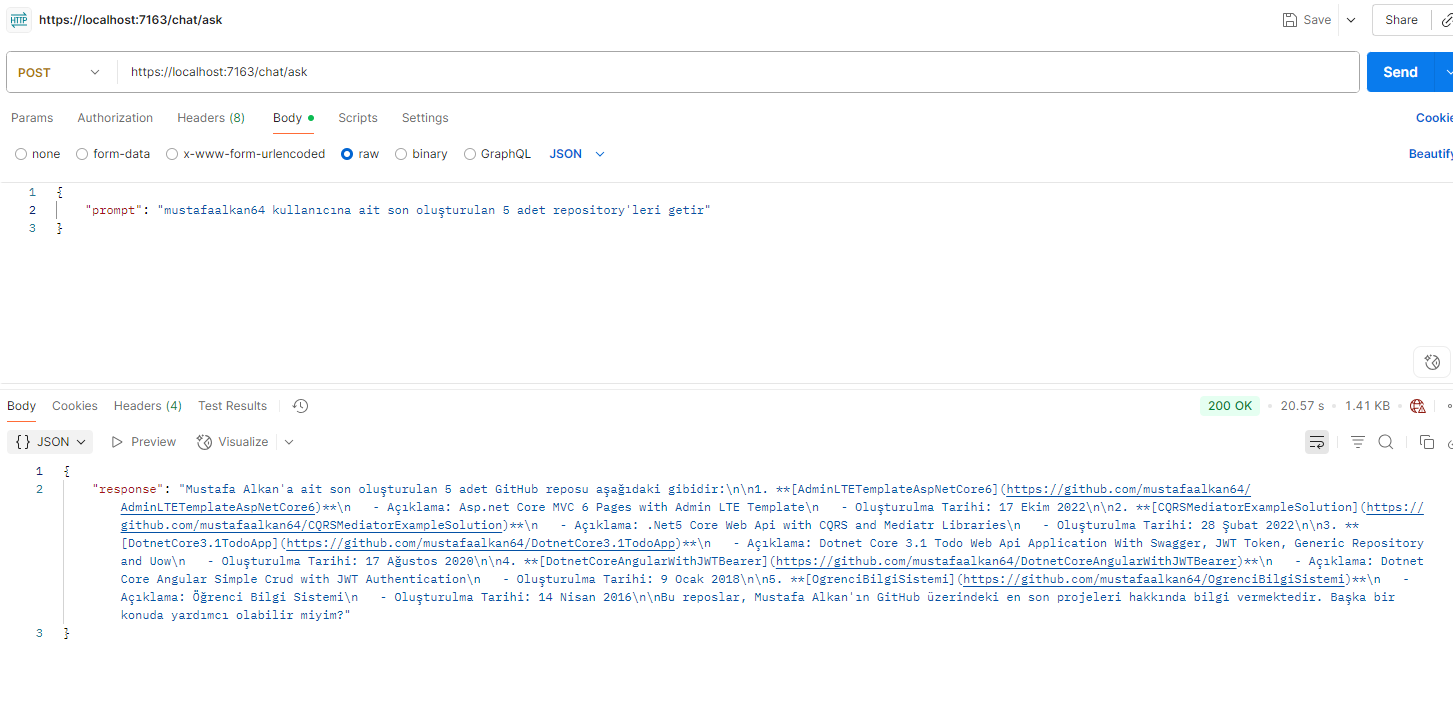 HTTP https://localhost:7163/chat/ask Save Share
POST https://localhost:7163/chat/ask Send
Params Authorization Headers (8) Body Scripts Settings Cookie
none form-data x-www-form-urlencoded raw binary GraphQL JSON Beautify
1 {
2 "prompt": "mustafaalkan64 kullanıcına ait son oluşturulan 5 adet repository'leri getir"
3 }
Body Cookies Headers (4) Test Results 200 OK 20.57 s 1.41 KB
{} JSON Preview Visualize
1 {
2 "response": "Mustafa Alkan'a ait son oluşturulan 5 adet GitHub reposu aşağıdaki gibidir:\n\n1. **[AdminLTETemplateAspNetCore6](https://github.com/mustafaalkan64/
AdminLTETemplateAspNetCore6)**\n   - Açıklama: Asp.net Core MVC 6 Pages with Admin LTE Template\n   - Oluşturulma Tarihi: 17 Ekim 2022\n\n2. **[CQRSMediatorExampleSolution](https://
github.com/mustafaalkan64/CQRSMediatorExampleSolution)**\n   - Açıklama: .Net5 Core Web Api with CQRS and Mediatr Libraries\n   - Oluşturulma Tarihi: 28 Şubat 2022\n\n3. **
[DotnetCore3.1TodoApp](https://github.com/mustafaalkan64/DotnetCore3.1TodoApp)**\n   - Açıklama: Dotnet Core 3.1 Todo Web Api Application With Swagger, JWT Token, Generic Repository
and Uow\n   - Oluşturulma Tarihi: 17 Ağustos 2020\n\n4. **[DotnetCoreAngularWithJWTBearer](https://github.com/mustafaalkan64/DotnetCoreAngularWithJWTBearer)**\n   - Açıklama: Dotnet
Core Angular Simple Crud with JWT Authentication\n   - Oluşturulma Tarihi: 9 Ocak 2018\n\n5. **[OgrenciBilgiSistemi](https://github.com/mustafaalkan64/OgrenciBilgiSistemi)**\n   -
Açıklama: Öğrenci Bilgi Sistemi\n   - Oluşturulma Tarihi: 14 Nisan 2016\n\nBu reposlar, Mustafa Alkan'ın GitHub üzerindeki en son projeleri hakkında bilgi vermektedir. Başka bir
konuda yardımcı olabilir miyim?"
3 }